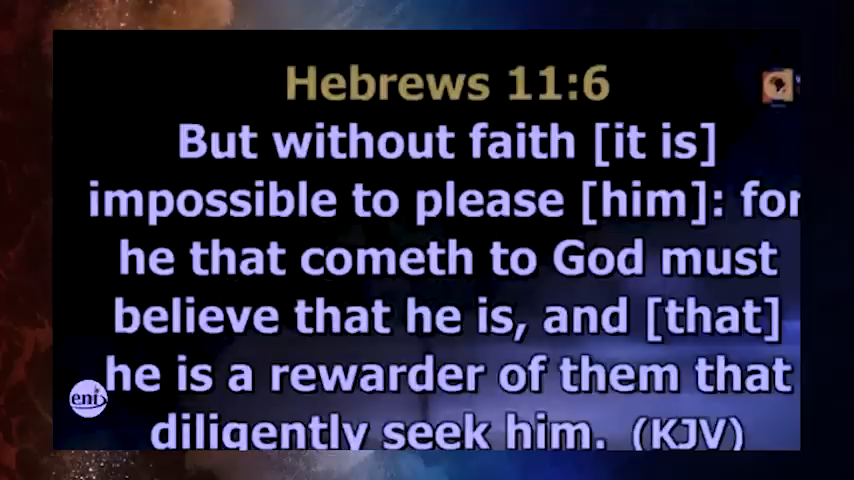 Hebrews 11:6
But without faith [it is]
impossible to please [him]: for
he that cometh to God must
believe that he is, and [that]
he is a rewarder of them that
eni
diligently seek him. (KJV)